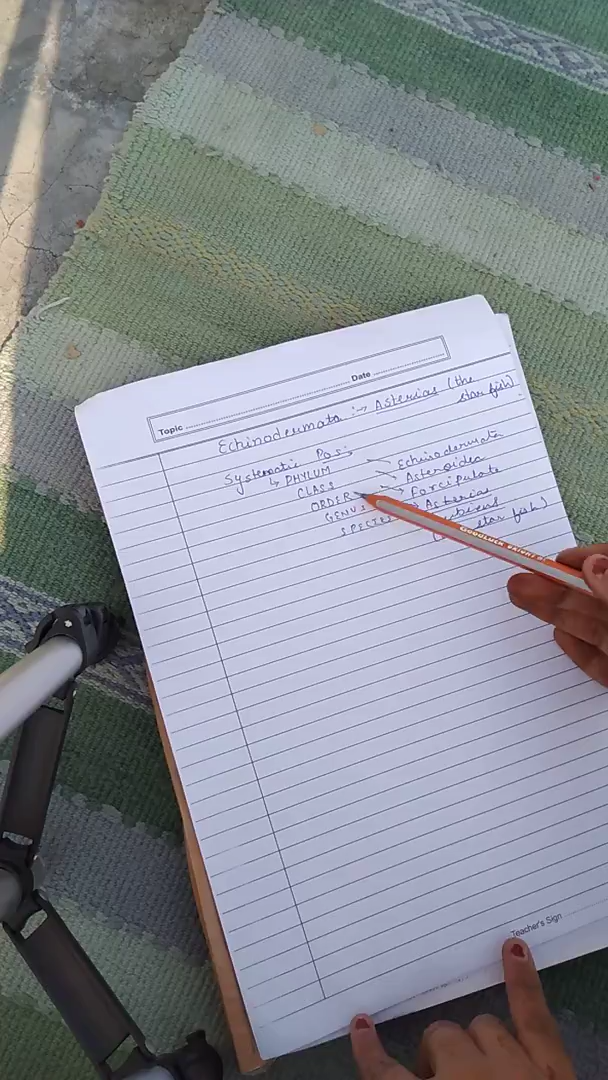 Topic ........................ Date ........................
Echinodermata :→ Asterias (the
star fish)
Systematic Pos:
↳ PHYLUM → Echinodermata
CLASS → Asteroidea
ORDER → Forcipulate
GENUS → Asterias
SPECIES
star fish)
Teacher's Sign